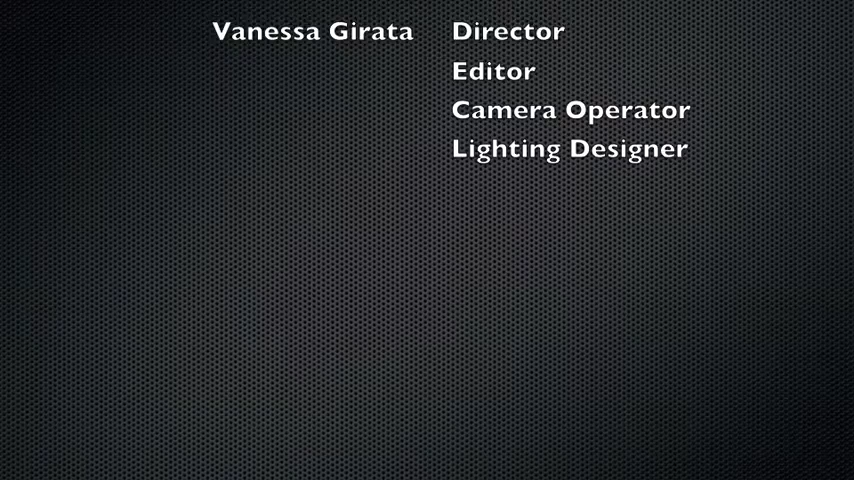 Vanessa Girata Director
Editor
Camera Operator
Lighting Designer